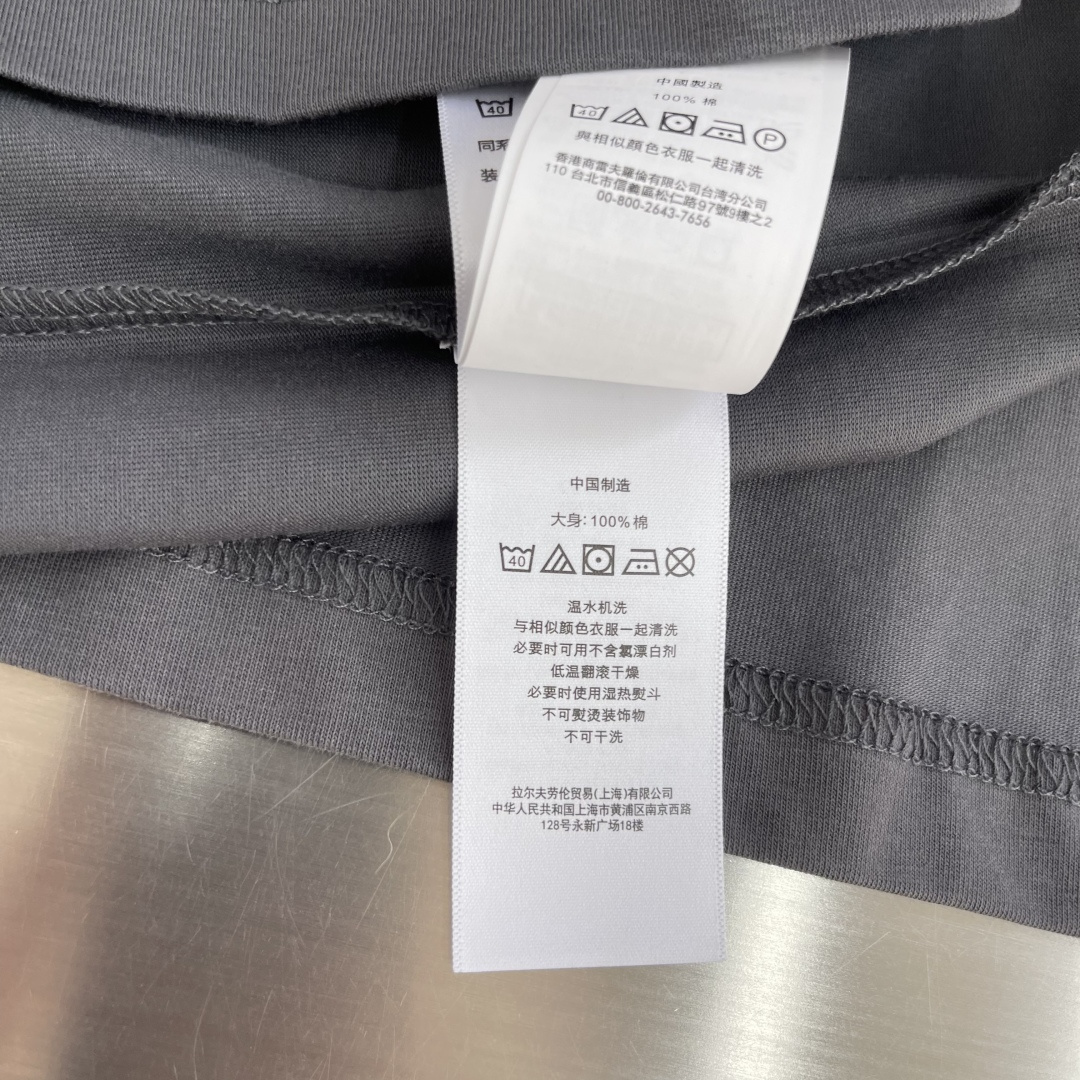 40
同系
装
中國製造
100% 棉
40
P
與相似顏色衣服一起清洗
香港商雷夫羅倫有限公司台湾分公司
110 台北市信義區松仁路97號9樓之2
00-800-2643-7656
中国制造
大身: 100% 棉
40
温水机洗
与相似颜色衣服一起清洗
必要时可用不含氯漂白剂
低温翻滚干燥
必要时使用湿热熨斗
不可熨烫装饰物
不可干洗
拉尔夫劳伦贸易(上海)有限公司
中华人民共和国上海市黄浦区南京西路
128号永新广场18楼